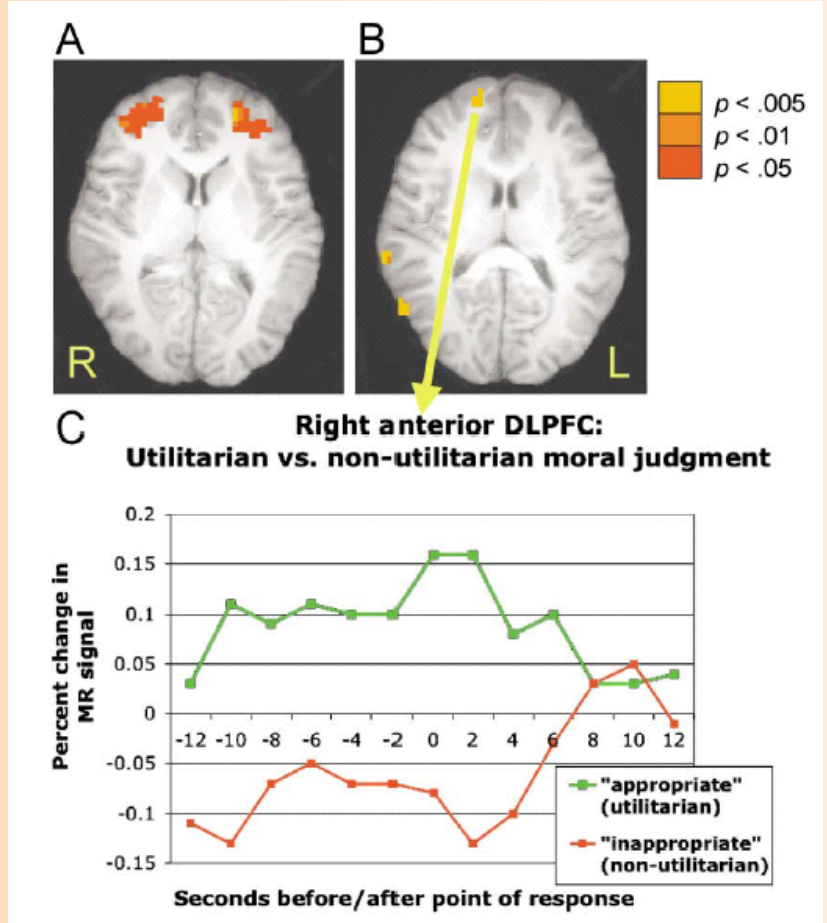 A
B
p < .005
p < .01
p < .05
R
L
C
Right anterior DLPFC:
Utilitarian vs. non-utilitarian moral judgment
Percent change in
MR signal
0.2
0.15
0.1
0.05
0
-0.05
-0.1
-0.15
-12 -10 -8 -6 -4 -2 0 2 4 6 8 10 12
"appropriate"
(utilitarian)
"inappropriate"
(non-utilitarian)
Seconds before/after point of response